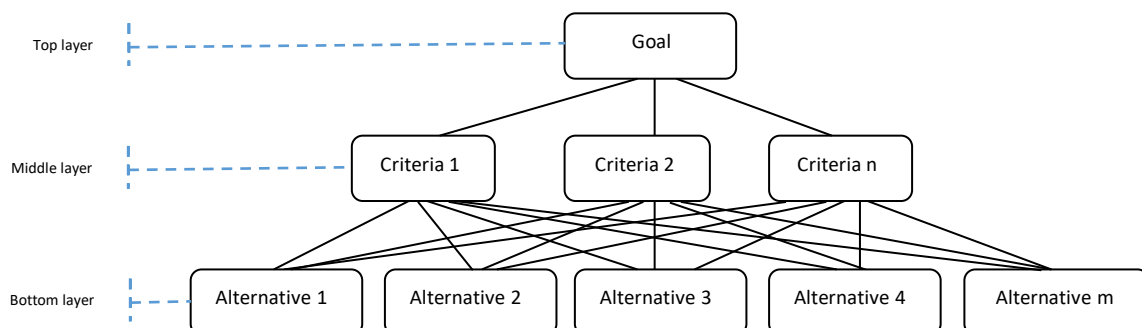 Top layer
Goal
Middle layer
Criteria 1
Criteria 2
Criteria n
Bottom layer
Alternative 1
Alternative 2
Alternative 3
Alternative 4
Alternative m